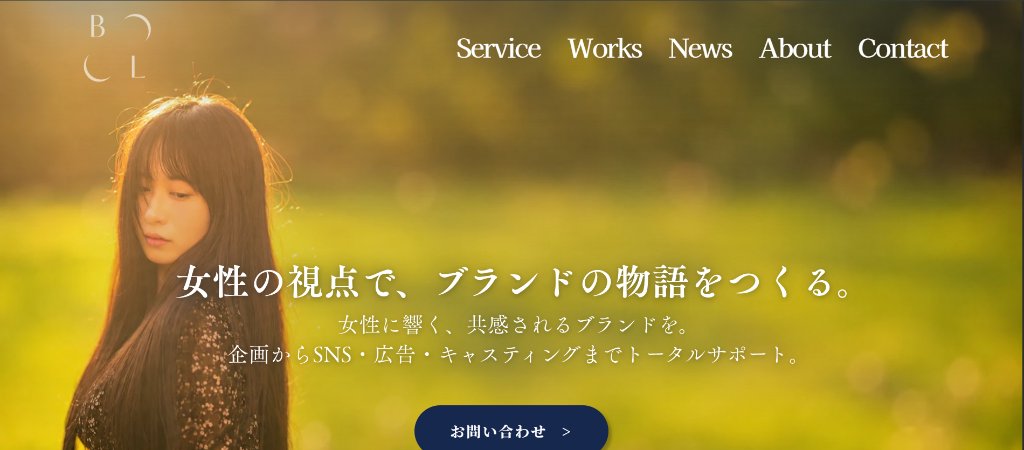 B O
O L
Service Works News About Contact
女性の視点で、ブランドの物語をつくる。
女性に響く、共感されるブランドを。
企画からSNS・広告・キャスティングまでトータルサポート。
お問い合わせ >